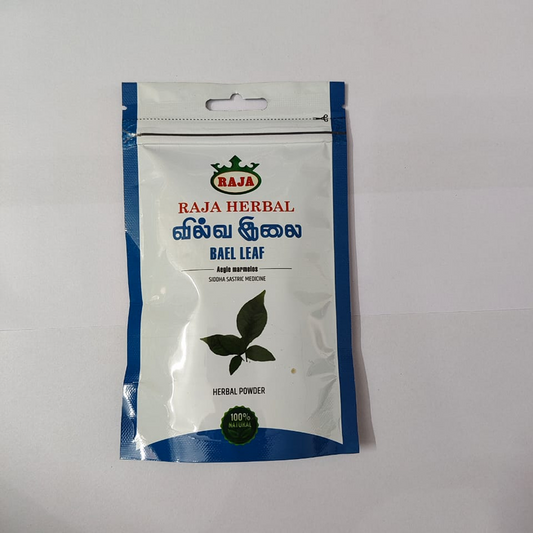 RAJA
RAJA HERBAL
வில்வ இலை
BAEL LEAF
Aegle marmelos
SIDDHA SASTRIC MEDICINE
HERBAL POWDER
100%
NATURAL